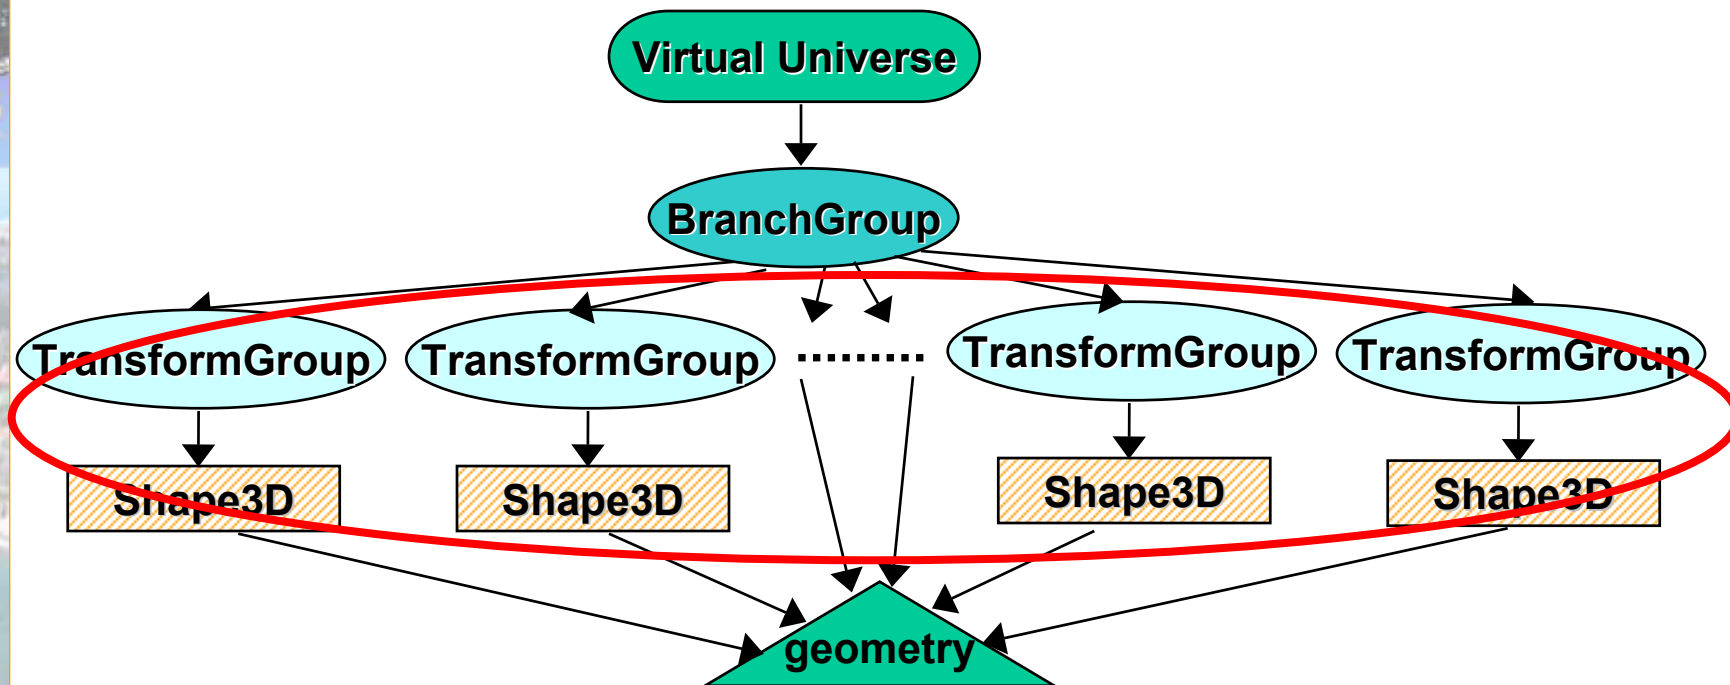 Virtual Universe
BranchGroup
TransformGroup
TransformGroup
..........
TransformGroup
TransformGroup
Shape3D
Shape3D
Shape3D
Shape3D
geometry